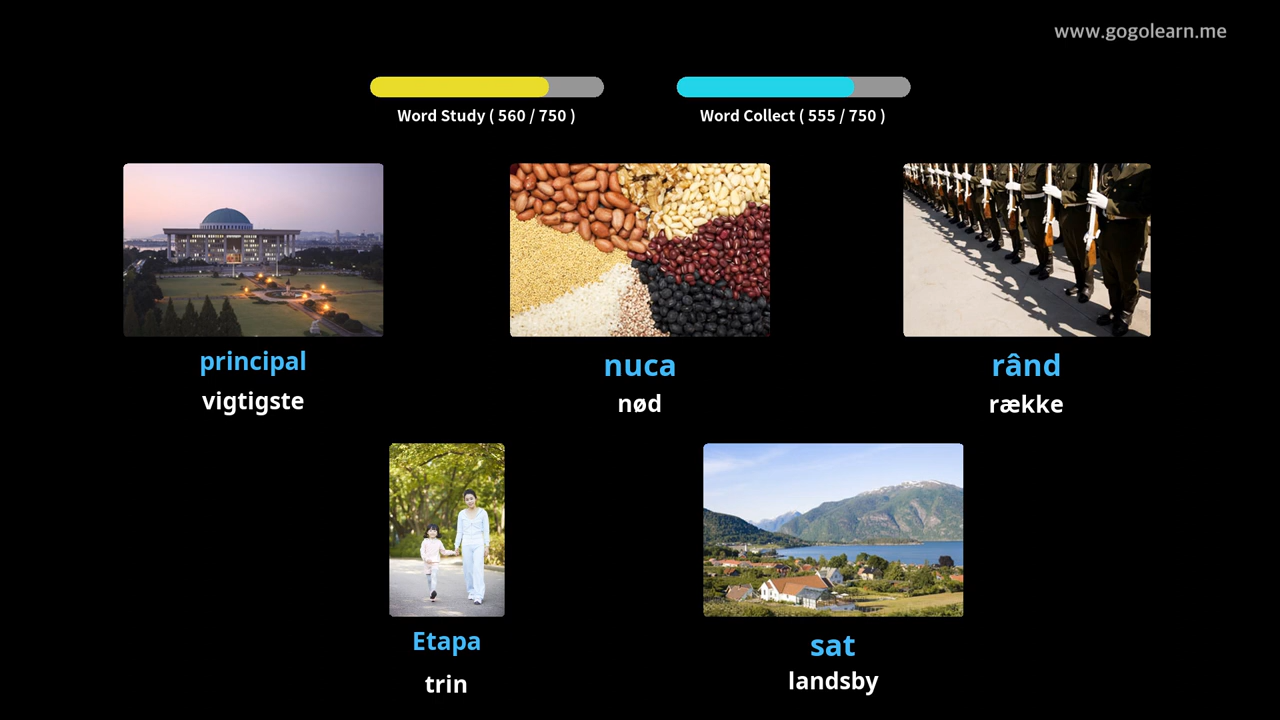 www.gogolearn.me
Word Study ( 560 / 750 )
Word Collect ( 555 / 750 )
principal
vigtigste
nuca
nød
rând
række
Etapa
trin
sat
landsby